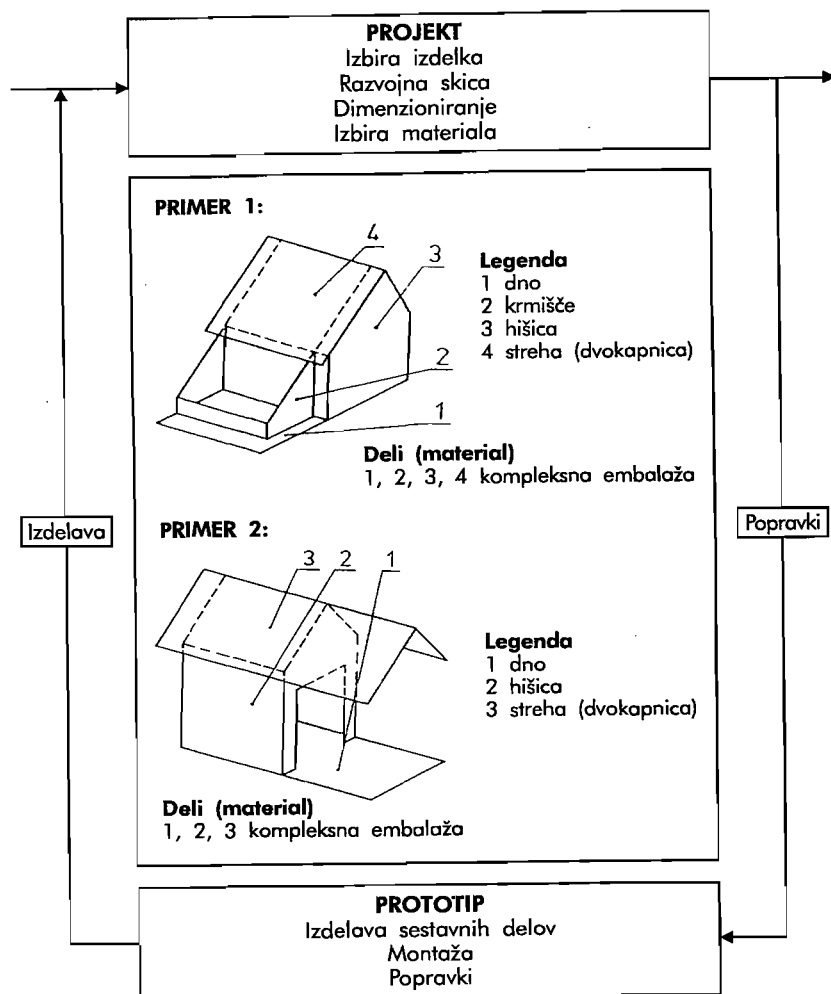 PROJEKT
Izbira izdelka
Razvojna skica
Dimenzioniranje
Izbira materiala
PRIMER 1:
4
3
2
1
Legenda
1 dno
2 krmišče
3 hišica
4 streha (dvokapnica)
Deli (material)
1, 2, 3, 4 kompleksna embalaža
Izdelava
Popravki
PRIMER 2:
3
2
1
Legenda
1 dno
2 hišica
3 streha (dvokapnica)
Deli (material)
1, 2, 3 kompleksna embalaža
PROTOTIP
Izdelava sestavnih delov
Montaža
Popravki